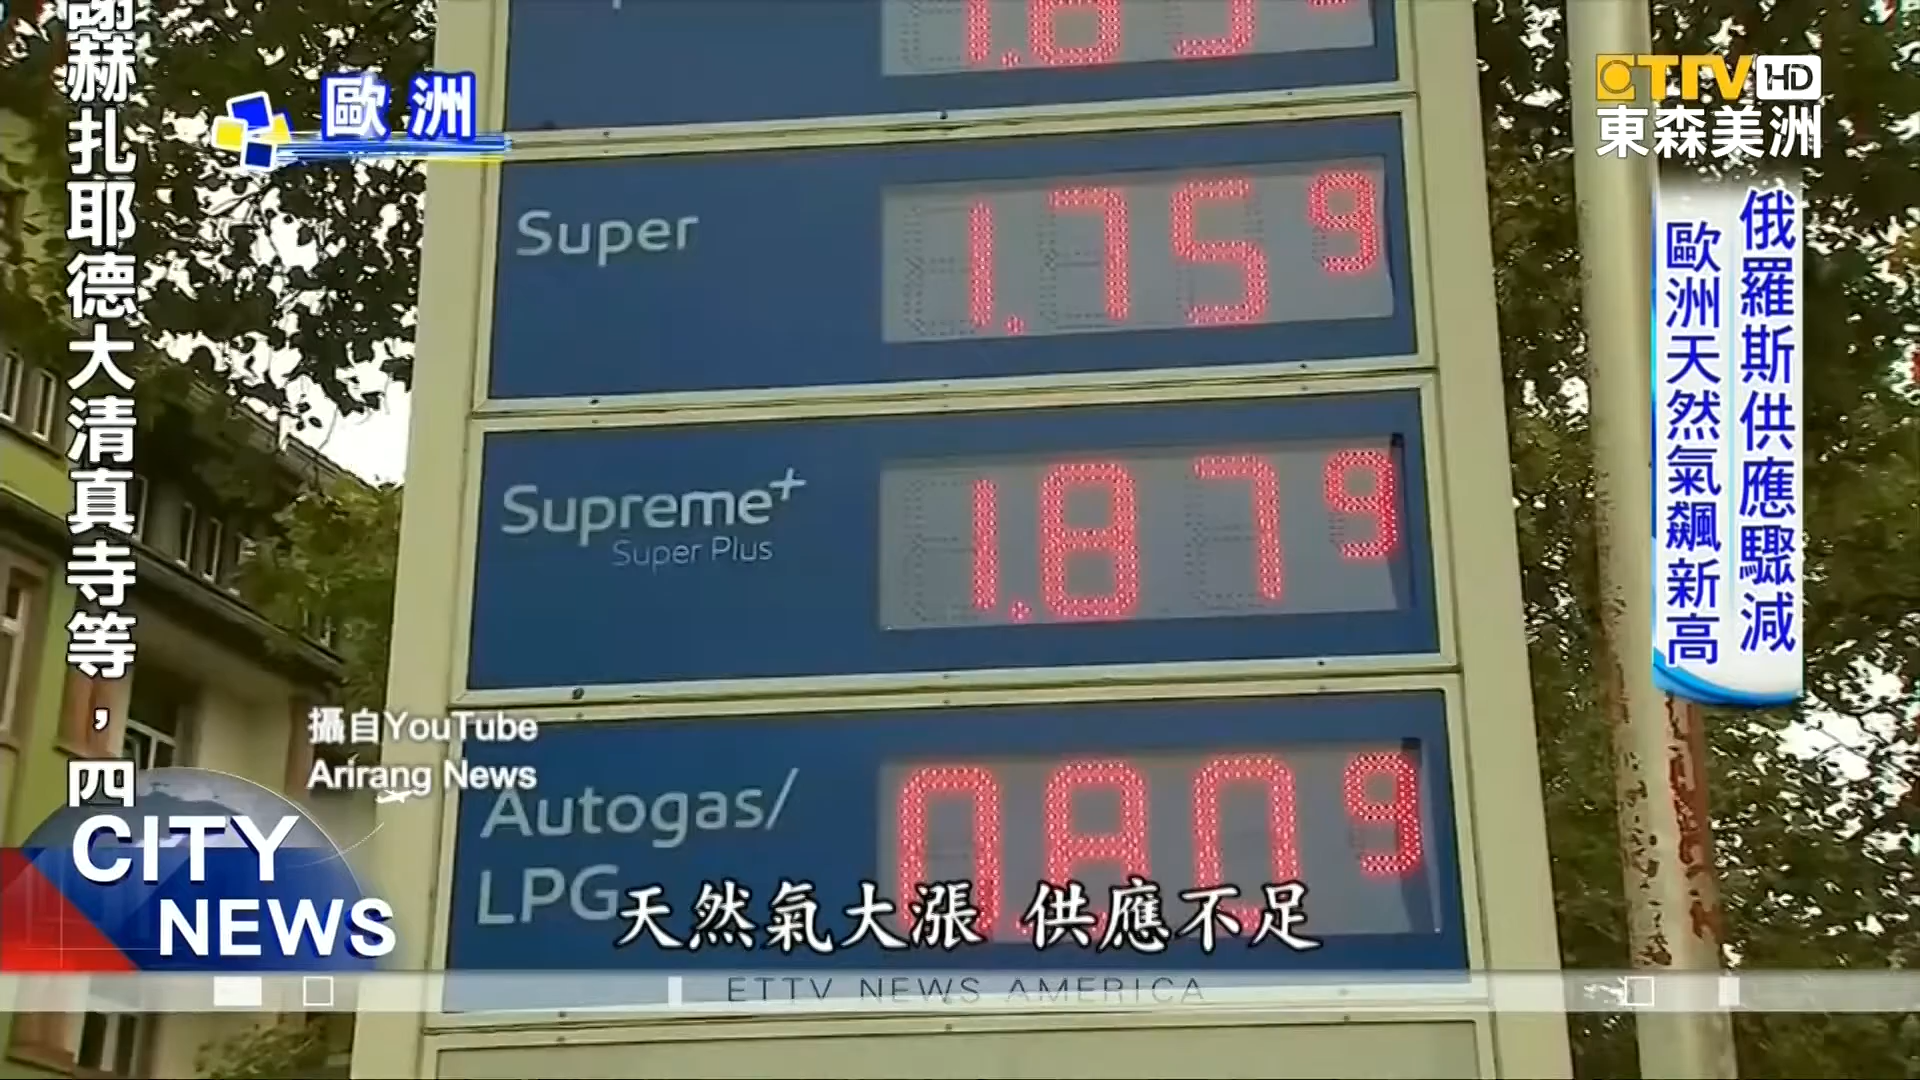 謝赫扎耶德大清真寺等，四
歐洲
ETTV HD
東森美洲
俄羅斯供應驟減
歐洲天然氣飆新高
Super
1.759
Supreme+
Super Plus
1.879
攝自YouTube
Arirang News
Autogas/
LPG
0.809
CITY
NEWS
天然氣大漲 供應不足
ETTV NEWS AMERICA